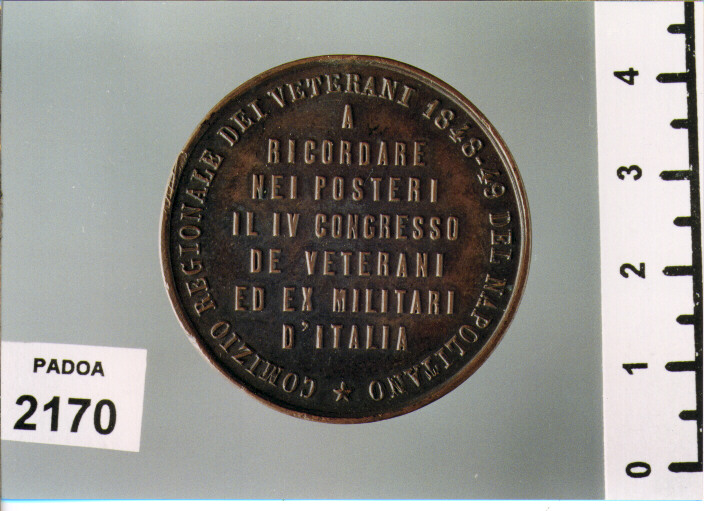 COMIZIO REGIONALE DEI VETERANI 1848-49 DEL NAPOLITANO
A
RICORDARE
NEI POSTERI
IL IV CONGRESSO
DE VETERANI
ED EX MILITARI
D'ITALIA
PADOA
2170
4
3
2
1
0